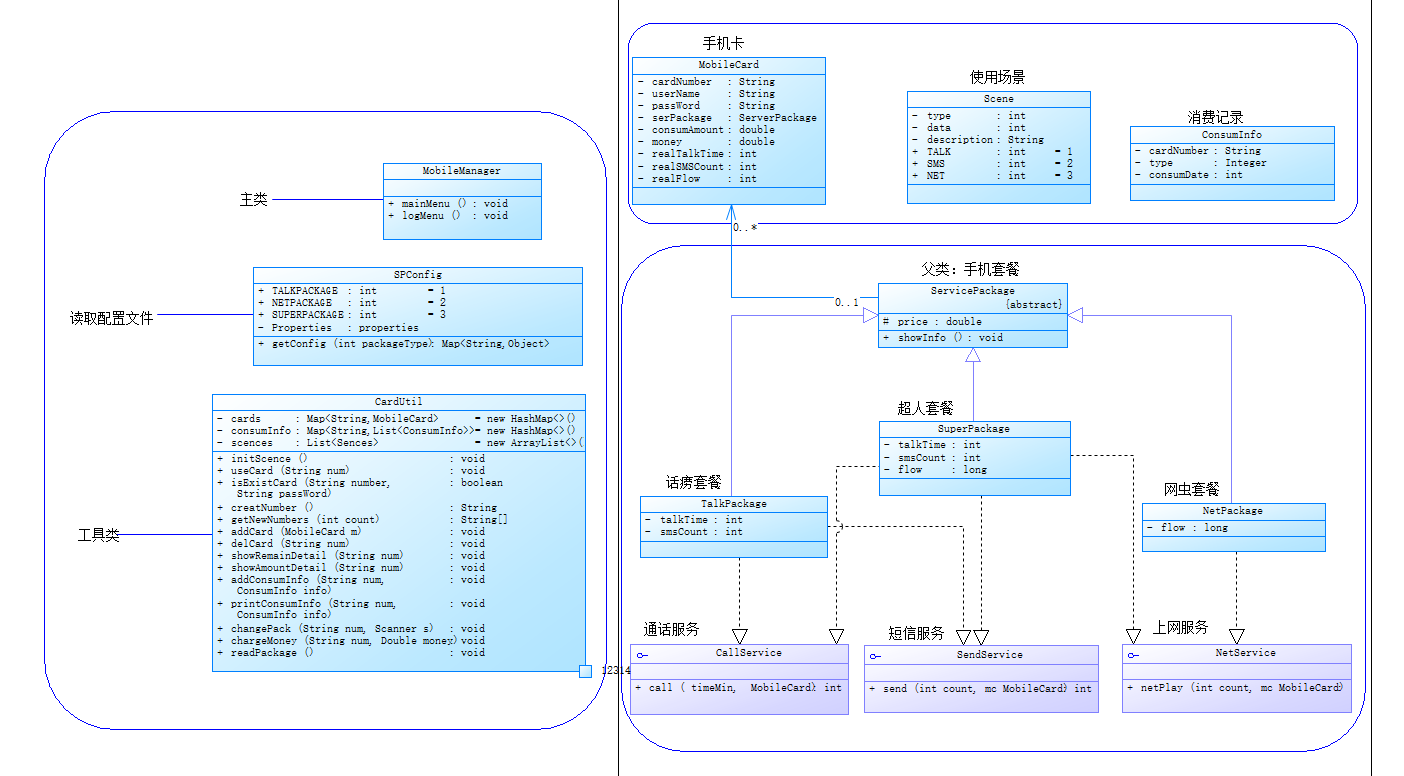 主类
MobileManager
+ mainMenu () : void
+ logMenu () : void
读取配置文件
SPConfig
+ TALKPACKAGE : int = 1
+ NETPACKAGE : int = 2
+ SUPERPACKAGE : int = 3
- Properties : properties
+ getConfig (int packageType): Map<String,Object>
工具类
CardUtil
- cards : Map<String,MobileCard> = new HashMap<>()
- consumInfo : Map<String,List<ConsumInfo>> = new HashMap<>()
- scences : List<Sences> = new ArrayList<>(
+ initScence () : void
+ useCard (String num) : void
+ isExistCard (String number, : boolean
String passWord)
+ creatNumber () : String
+ getNewNumbers (int count) : String[]
+ addCard (MobileCard m) : void
+ delCard (String num) : void
+ showRemainDetail (String num) : void
+ showAmountDetail (String num) : void
+ addConsumInfo (String num, : void
ConsumInfo info)
+ printConsumInfo (String num, : void
ConsumInfo info)
+ changePack (String num, Scanner s) : void
+ chargeMoney (String num, Double money) void
+ readPackage () : void
12314
手机卡
MobileCard
- cardNumber : String
- userName : String
- passWord : String
- serPackage : ServerPackage
- consumAmount : double
- money : double
- realTalkTime : int
- realSMSCount : int
- realFlow : int
使用场景
Scene
- type : int
- data : int
- description : String
+ TALK : int = 1
+ SMS : int = 2
+ NET : int = 3
消费记录
ConsumInfo
- cardNumber : String
- type : Integer
- consumDate : int
0..*
0..1
父类：手机套餐
ServicePackage
{abstract}
# price : double
+ showInfo () : void
超人套餐
SuperPackage
- talkTime : int
- smsCount : int
- flow : long
话痨套餐
TalkPackage
- talkTime : int
- smsCount : int
网虫套餐
NetPackage
- flow : long
通话服务
CallService
+ call ( timeMin, MobileCard) int
短信服务
SendService
+ send (int count, mc MobileCard) int
上网服务
NetService
+ netPlay (int count, mc MobileCard)